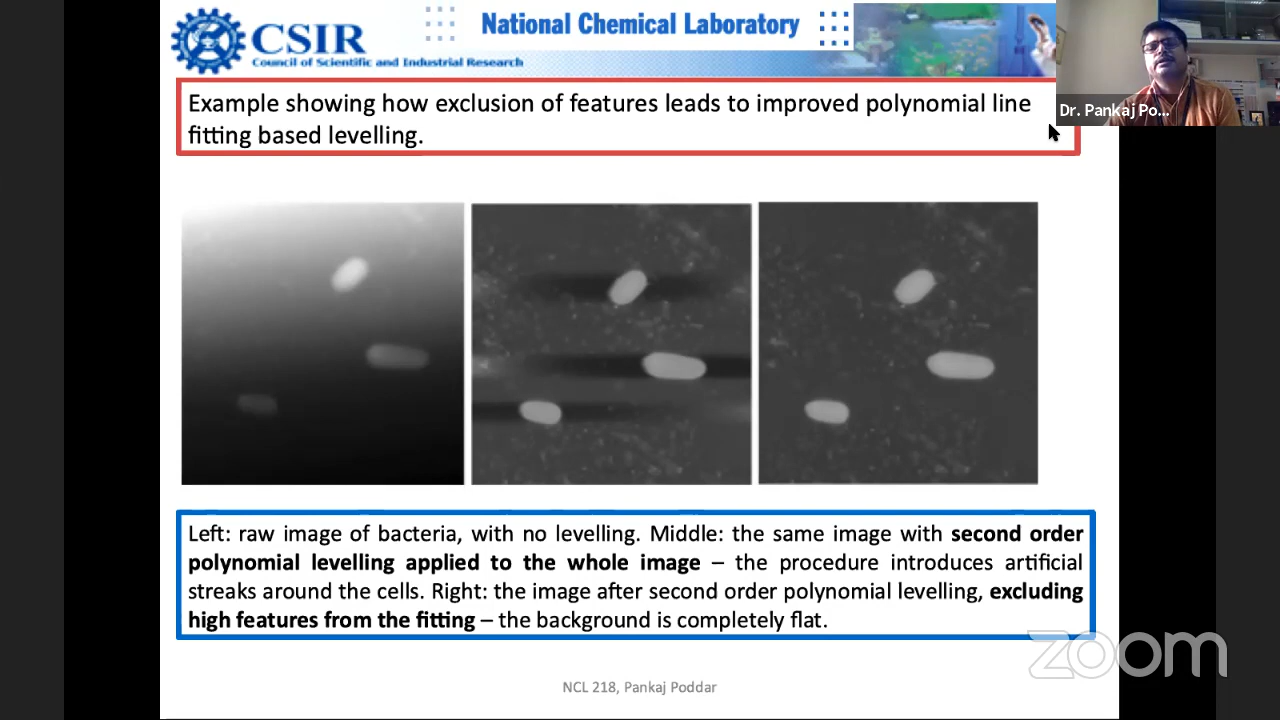 CSIR
Council of Scientific and Industrial Research
National Chemical Laboratory
Dr. Pankaj Po...
Example showing how exclusion of features leads to improved polynomial line
fitting based levelling.
Left: raw image of bacteria, with no levelling. Middle: the same image with second order
polynomial levelling applied to the whole image – the procedure introduces artificial
streaks around the cells. Right: the image after second order polynomial levelling, excluding
high features from the fitting – the background is completely flat.
zoom
NCL 218, Pankaj Poddar